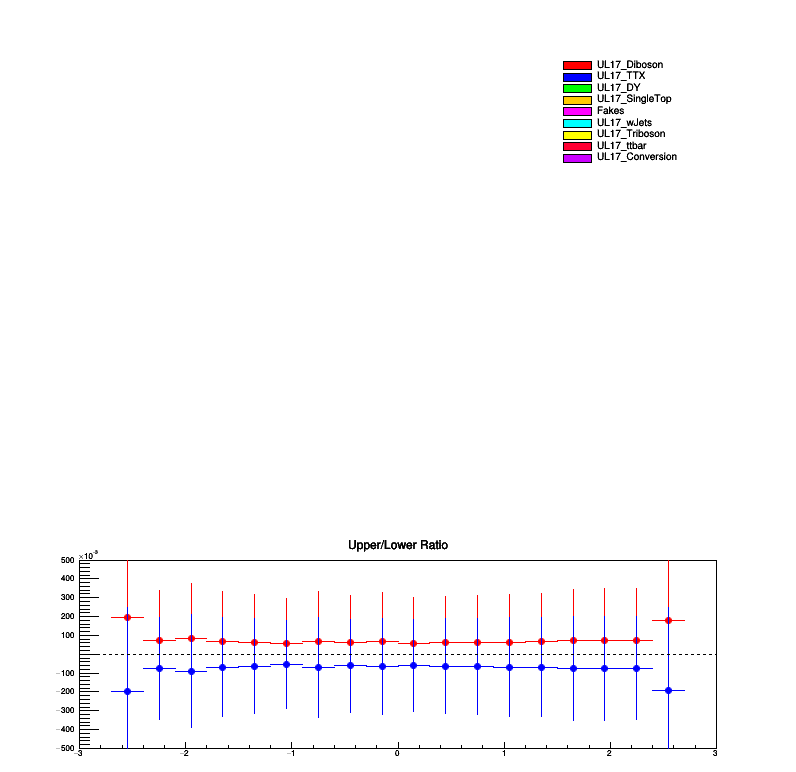 UL17_Diboson
UL17_TTX
UL17_DY
UL17_SingleTop
Fakes
UL17_wJets
UL17_Triboson
UL17_ttbar
UL17_Conversion
Upper/Lower Ratio
×10⁻³
500
400
300
200
100
−100
−200
−300
−400
−500
−3 −2 −1 0 1 2 3